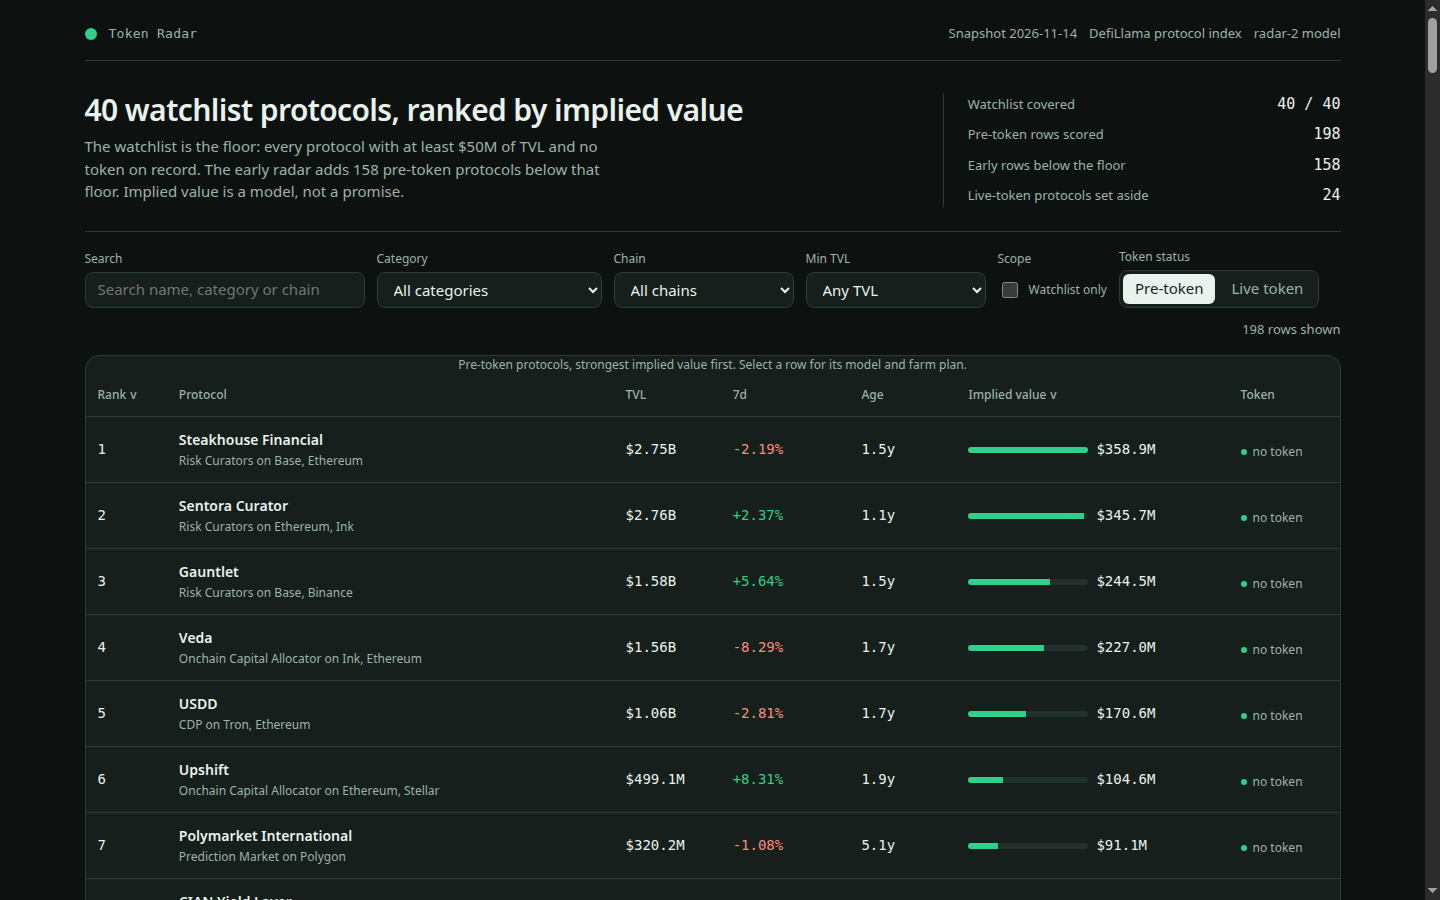 Token Radar
Snapshot 2026-11-14 DefiLlama protocol index radar-2 model
40 watchlist protocols, ranked by implied value
The watchlist is the floor: every protocol with at least $50M of TVL and no
token on record. The early radar adds 158 pre-token protocols below that
floor. Implied value is a model, not a promise.
Watchlist covered 40 / 40
Pre-token rows scored 198
Early rows below the floor 158
Live-token protocols set aside 24
Search Category Chain Min TVL Scope Token status
Search name, category or chain All categories All chains Any TVL Watchlist only Pre-token Live token
198 rows shown
Pre-token protocols, strongest implied value first. Select a row for its model and farm plan.
Rank v Protocol TVL 7d Age Implied value v Token
1 Steakhouse Financial $2.75B -2.19% 1.5y $358.9M no token
Risk Curators on Base, Ethereum
2 Sentora Curator $2.76B +2.37% 1.1y $345.7M no token
Risk Curators on Ethereum, Ink
3 Gauntlet $1.58B +5.64% 1.5y $244.5M no token
Risk Curators on Base, Binance
4 Veda $1.56B -8.29% 1.7y $227.0M no token
Onchain Capital Allocator on Ink, Ethereum
5 USDD $1.06B -2.81% 1.7y $170.6M no token
CDP on Tron, Ethereum
6 Upshift $499.1M +8.31% 1.9y $104.6M no token
Onchain Capital Allocator on Ethereum, Stellar
7 Polymarket International $320.2M -1.08% 5.1y $91.1M no token
Prediction Market on Polygon